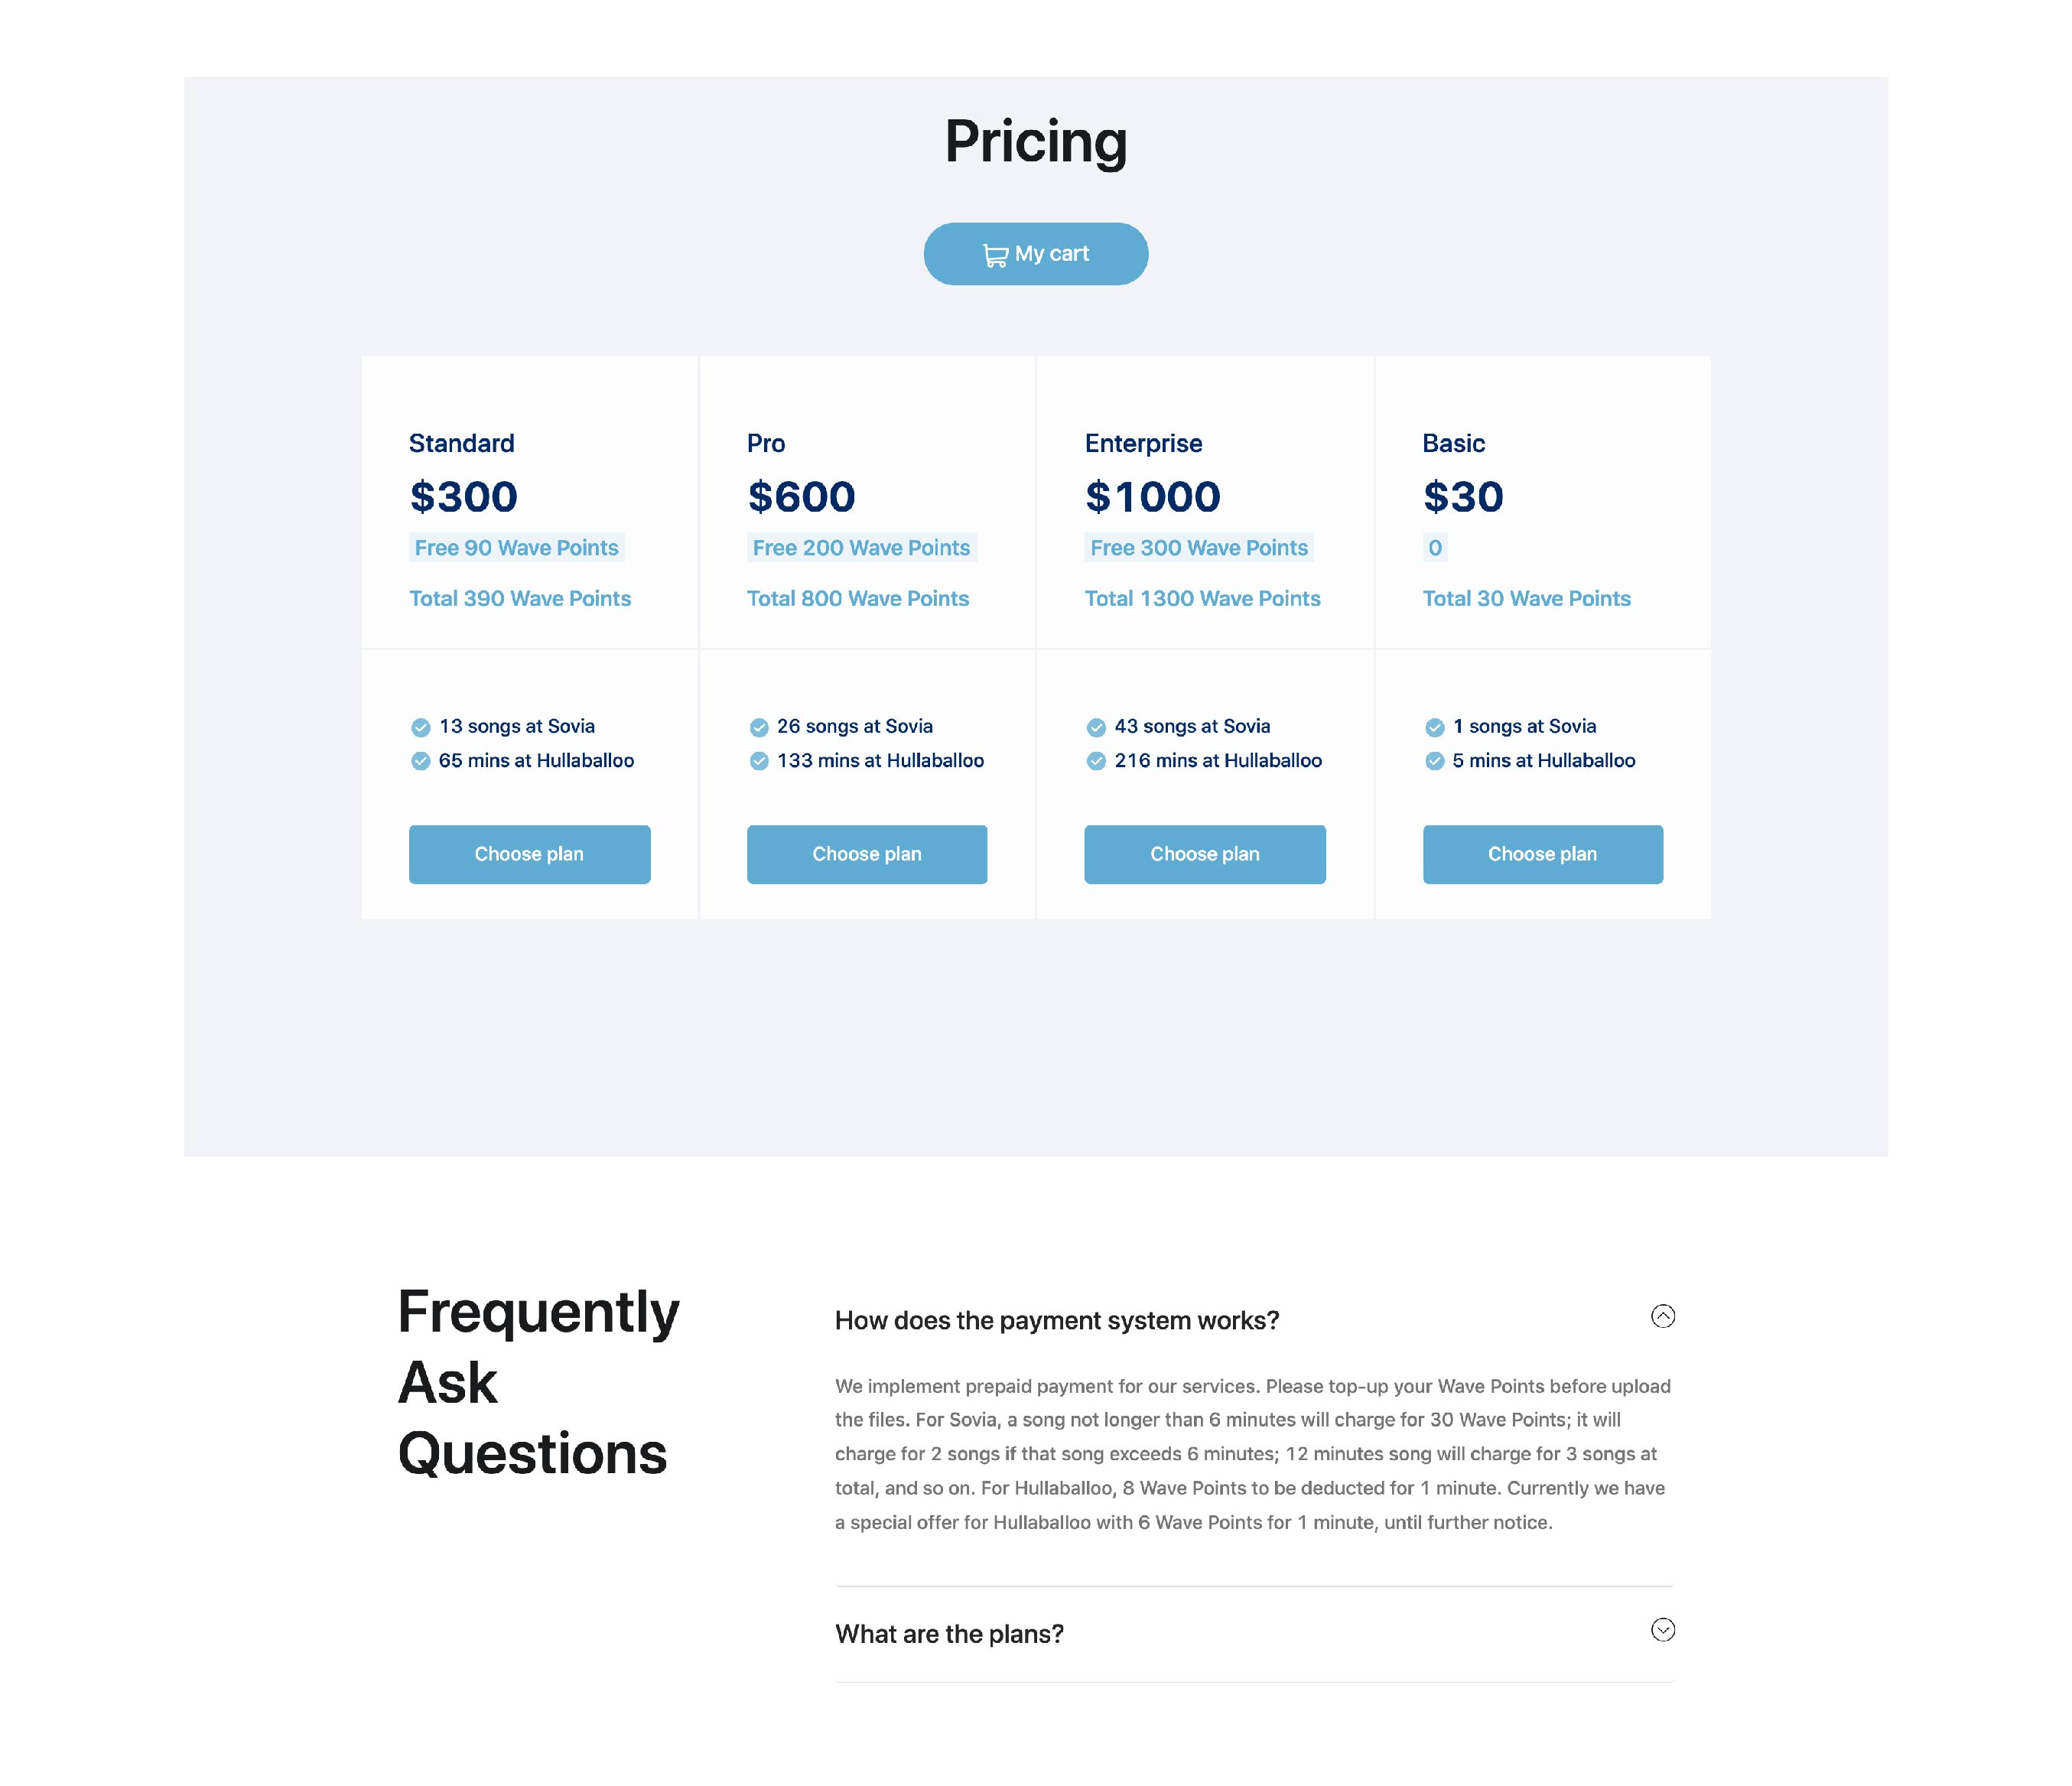 Pricing
My cart
Standard
$300
Free 90 Wave Points
Total 390 Wave Points
13 songs at Sovia
65 mins at Hullaballoo
Choose plan
Pro
$600
Free 200 Wave Points
Total 800 Wave Points
26 songs at Sovia
133 mins at Hullaballoo
Choose plan
Enterprise
$1000
Free 300 Wave Points
Total 1300 Wave Points
43 songs at Sovia
216 mins at Hullaballoo
Choose plan
Basic
$30
0
Total 30 Wave Points
1 songs at Sovia
5 mins at Hullaballoo
Choose plan
Frequently
Ask
Questions
How does the payment system works?
We implement prepaid payment for our services. Please top-up your Wave Points before upload
the files. For Sovia, a song not longer than 6 minutes will charge for 30 Wave Points; it will
charge for 2 songs if that song exceeds 6 minutes; 12 minutes song will charge for 3 songs at
total, and so on. For Hullaballoo, 8 Wave Points to be deducted for 1 minute. Currently we have
a special offer for Hullaballoo with 6 Wave Points for 1 minute, until further notice.
What are the plans?